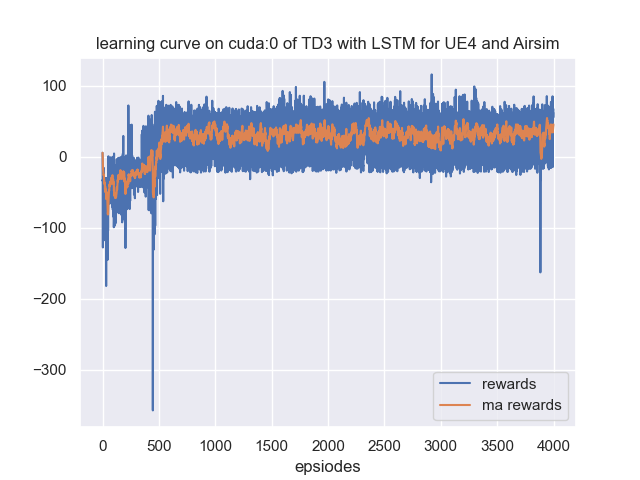 learning curve on cuda:0 of TD3 with LSTM for UE4 and Airsim
100
0
−100
−200
−300
0 500 1000 1500 2000 2500 3000 3500 4000
epsiodes
rewards
ma rewards